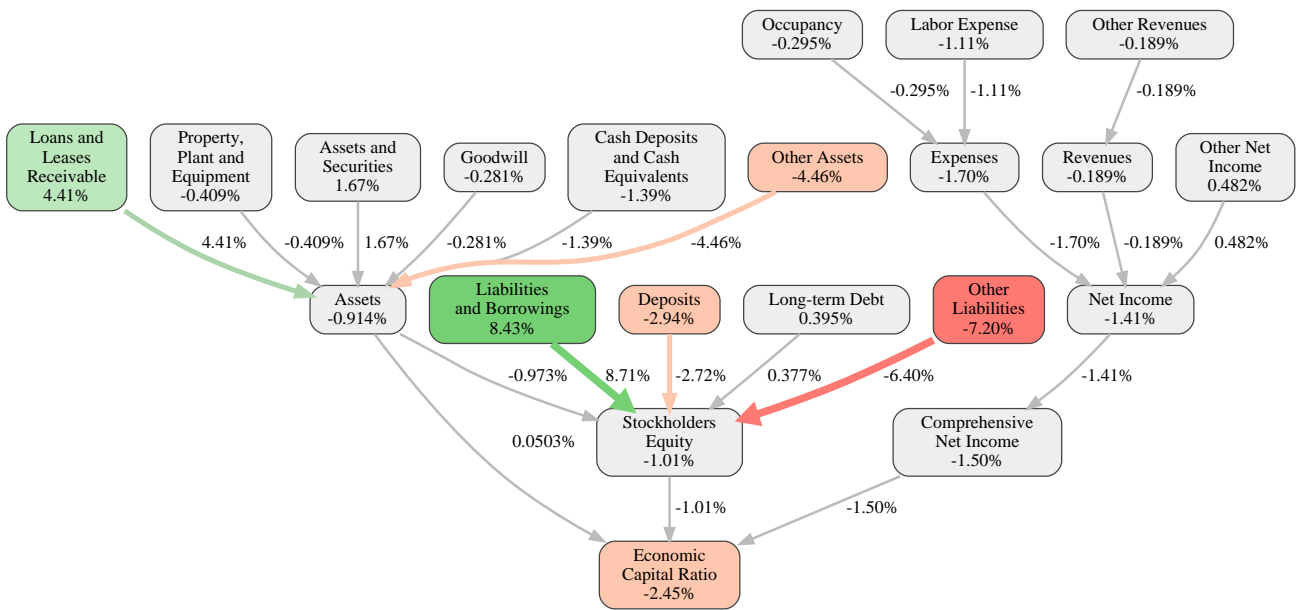 Occupancy
-0.295%
Labor Expense
-1.11%
Other Revenues
-0.189%
-0.295%
-1.11%
-0.189%
Loans and
Leases
Receivable
4.41%
Property,
Plant and
Equipment
-0.409%
Assets and
Securities
1.67%
Goodwill
-0.281%
Cash Deposits
and Cash
Equivalents
-1.39%
Other Assets
-4.46%
Expenses
-1.70%
Revenues
-0.189%
Other Net
Income
0.482%
4.41%
-0.409%
1.67%
-0.281%
-1.39%
-4.46%
-1.70%
-0.189%
0.482%
Assets
-0.914%
Liabilities
and Borrowings
8.43%
Deposits
-2.94%
Long-term Debt
0.395%
Other
Liabilities
-7.20%
Net Income
-1.41%
-0.973%
8.71%
-2.72%
0.377%
-6.40%
-1.41%
0.0503%
Stockholders
Equity
-1.01%
Comprehensive
Net Income
-1.50%
-1.01%
-1.50%
Economic
Capital Ratio
-2.45%